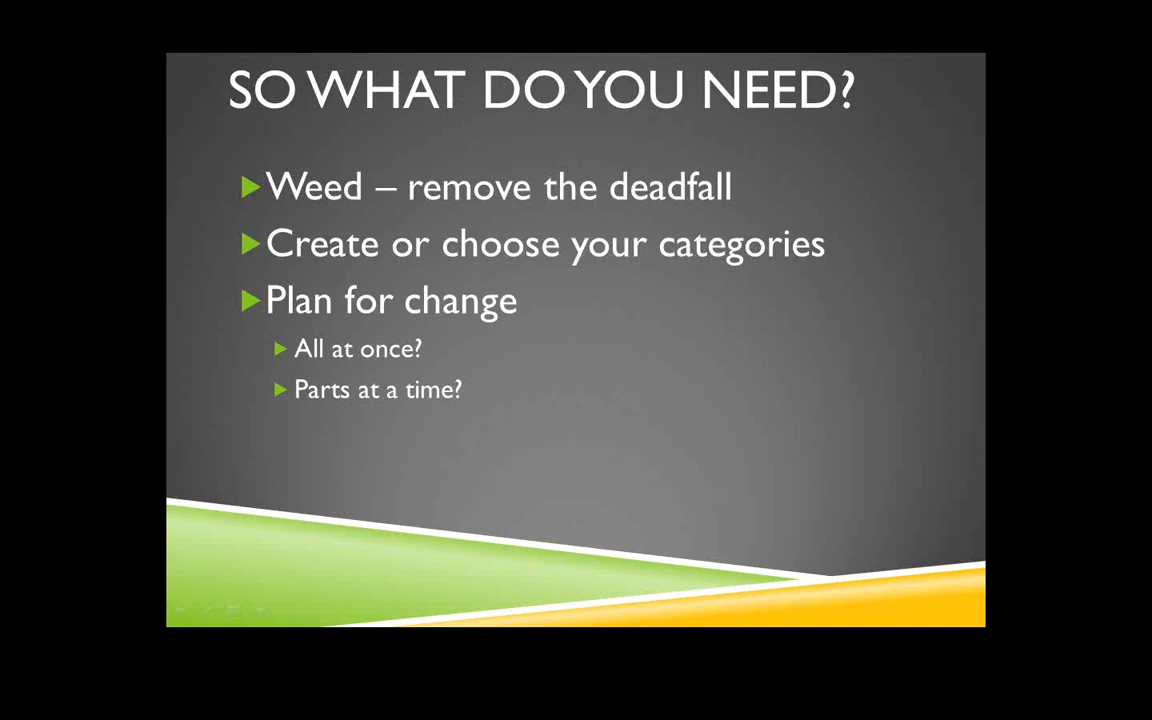 SO WHAT DO YOU NEED?
Weed – remove the deadfall
Create or choose your categories
Plan for change
All at once?
Parts at a time?